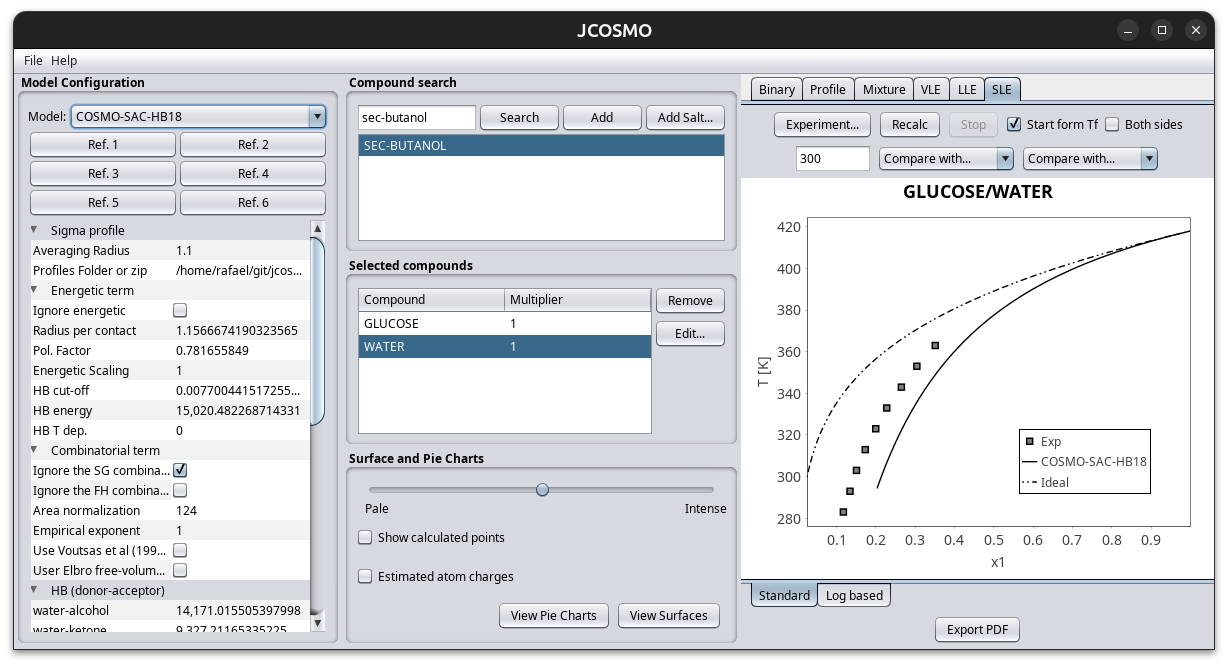 JCOSMO
File Help
Model Configuration
Model: COSMO-SAC-HB18
Ref. 1 Ref. 2
Ref. 3 Ref. 4
Ref. 5 Ref. 6
Sigma profile
Averaging Radius 1.1
Profiles Folder or zip /home/rafael/git/jcos...
Energetic term
Ignore energetic
Radius per contact 1.1566674190323565
Pol. Factor 0.781655849
Energetic Scaling 1
HB cut-off 0.007700441517255...
HB energy 15,020.482268714331
HB T dep. 0
Combinatorial term
Ignore the SG combina...
Ignore the FH combina...
Area normalization 124
Empirical exponent 1
Use Voutsas et al (199...
User Elbro free-volum...
HB (donor-acceptor)
water-alcohol 14,171.015505397998
water-ketone 9,327.21165335225
Compound search
sec-butanol Search Add Add Salt...
SEC-BUTANOL
Selected compounds
Compound Multiplier
GLUCOSE 1
WATER 1
Remove
Edit...
Surface and Pie Charts
Pale Intense
Show calculated points
Estimated atom charges
View Pie Charts View Surfaces
Binary Profile Mixture VLE LLE SLE
Experiment... Recalc Stop Start form Tf Both sides
300 Compare with... Compare with...
GLUCOSE/WATER
420
400
380
360
340
320
300
280
T [K]
0.1 0.2 0.3 0.4 0.5 0.6 0.7 0.8 0.9
x1
Exp
COSMO-SAC-HB18
Ideal
Standard Log based
Export PDF